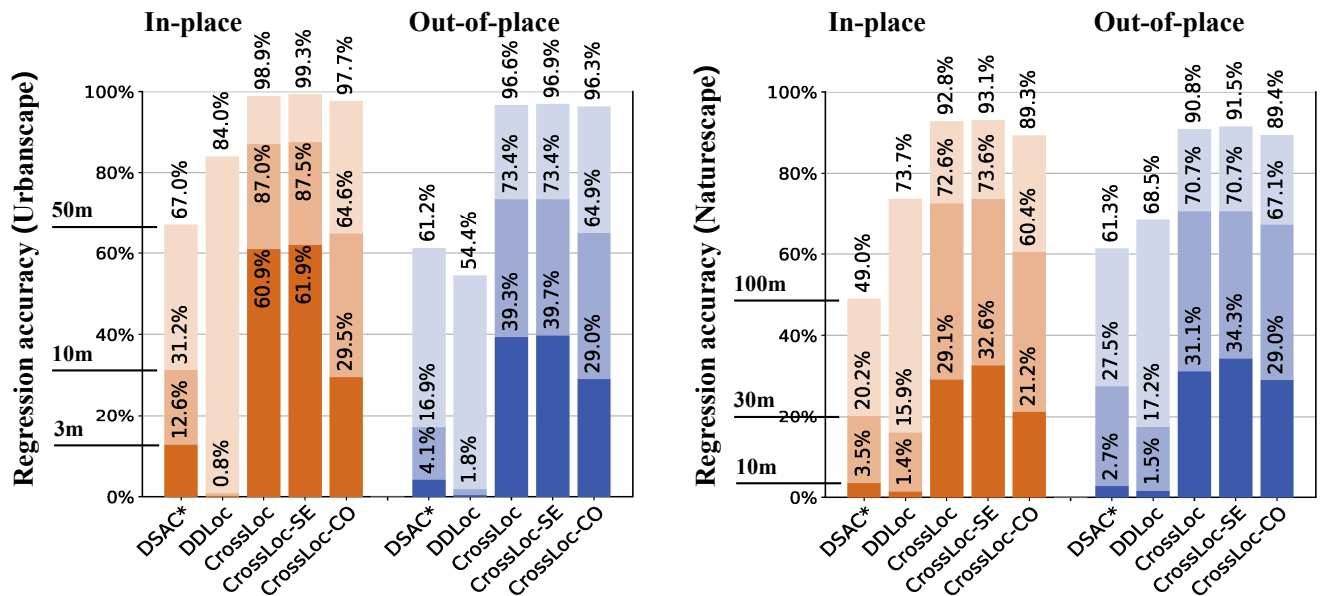 In-place
Out-of-place
Regression accuracy (Urbanscape)
100%
80%
60%
40%
20%
0%
50m
10m
3m
67.0%
31.2%
12.6%
84.0%
0.8%
98.9%
87.0%
60.9%
99.3%
87.5%
61.9%
97.7%
64.6%
29.5%
61.2%
16.9%
4.1%
54.4%
1.8%
96.6%
73.4%
39.3%
96.9%
73.4%
39.7%
96.3%
64.9%
29.0%
DSAC*
DDLoc
CrossLoc
CrossLoc-SE
CrossLoc-CO
DSAC*
DDLoc
CrossLoc
CrossLoc-SE
CrossLoc-CO
In-place
Out-of-place
Regression accuracy (Naturescape)
100%
80%
60%
40%
20%
0%
100m
30m
10m
49.0%
20.2%
3.5%
73.7%
15.9%
1.4%
92.8%
72.6%
29.1%
93.1%
73.6%
32.6%
89.3%
60.4%
21.2%
61.3%
27.5%
2.7%
68.5%
17.2%
1.5%
90.8%
70.7%
31.1%
91.5%
70.7%
34.3%
89.4%
67.1%
29.0%
DSAC*
DDLoc
CrossLoc
CrossLoc-SE
CrossLoc-CO
DSAC*
DDLoc
CrossLoc
CrossLoc-SE
CrossLoc-CO